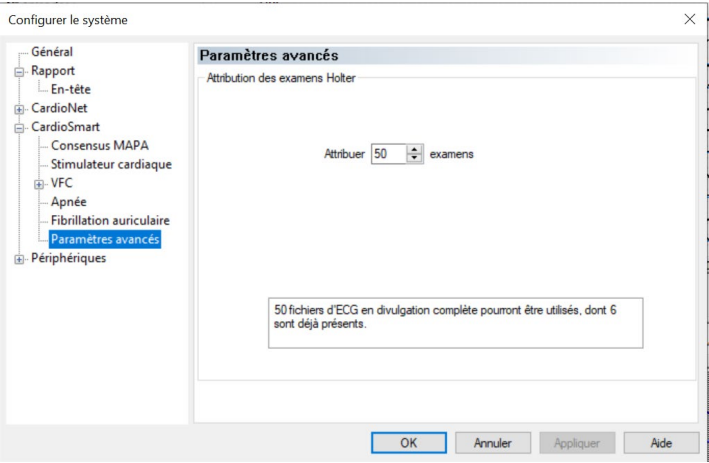 Configurer le système
Général
Rapport
En-tête
CardioNet
CardioSmart
Consensus MAPA
Stimulateur cardiaque
VFC
Apnée
Fibrillation auriculaire
Paramètres avancés
Périphériques
Paramètres avancés
Attribution des examens Holter
Attribuer 50 examens
50 fichiers d'ECG en divulgation complète pourront être utilisés, dont 6
sont déjà présents.
OK Annuler Appliquer Aide